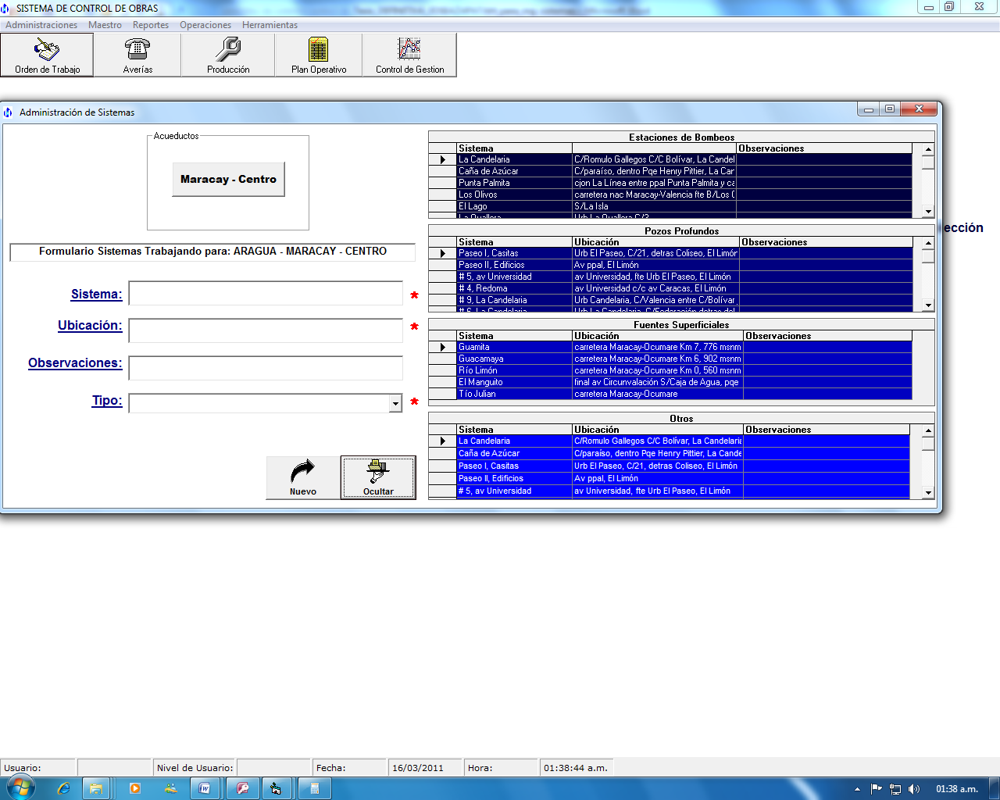 SISTEMA DE CONTROL DE OBRAS
Administraciones Maestro Reportes Operaciones Herramientas
Orden de Trabajo Averías Producción Plan Operativo Control de Gestion
Administración de Sistemas
Acueductos
Maracay - Centro
Formulario Sistemas Trabajando para: ARAGUA - MARACAY - CENTRO
Sistema: *
Ubicación: *
Observaciones:
Tipo: *
Nuevo Ocultar
Estaciones de Bombeos
Sistema Observaciones
La Candelaria C/Romulo Gallegos C/C Bolívar, La Candel
Caña de Azúcar C/paraíso, dentro Pqe Henry Pittier, La Car
Punta Palmita cjon La Línea entre ppal Punta Palmita y ca
Los Olivos carretera nac Maracay-Valencia fte B/Los
El Lago S/La Isla
Pozos Profundos
Sistema Ubicación Observaciones
Paseo I, Casitas Urb El Paseo, C/21, detras Coliseo, El Limón
Paseo II, Edificios Av ppal, El Limón
# 5, av Universidad av Universidad, fte Urb El Paseo, El Limón
# 4, Redoma av Universidad c/c av Caracas, El Limón
# 9, La Candelaria Urb Candelaria, C/Valencia entre C/Bolívar
# 6, La Candelaria Urb La Candelaria, C/Federación detras del
Fuentes Superficiales
Sistema Ubicación Observaciones
Guamita carretera Maracay-Ocumare Km 7, 776 msnm
Guacamaya carretera Maracay-Ocumare Km 6, 902 msnm
Río Limón carretera Maracay-Ocumare Km 0, 560 msnm
El Manguito final av Circunvalación S/Caja de Agua, pqe
Tío Julian carretera Maracay-Ocumare
Otros
Sistema Ubicación Observaciones
La Candelaria C/Romulo Gallegos C/C Bolívar, La Candelaria
Caña de Azúcar C/paraíso, dentro Pqe Henry Pittier, La Cande
Paseo I, Casitas Urb El Paseo, C/21, detras Coliseo, El Limón
Paseo II, Edificios Av ppal, El Limón
# 5, av Universidad av Universidad, fte Urb El Paseo, El Limón
ección
Usuario: Nivel de Usuario: Fecha: 16/03/2011 Hora: 01:38:44 a.m.
01:38 a.m.